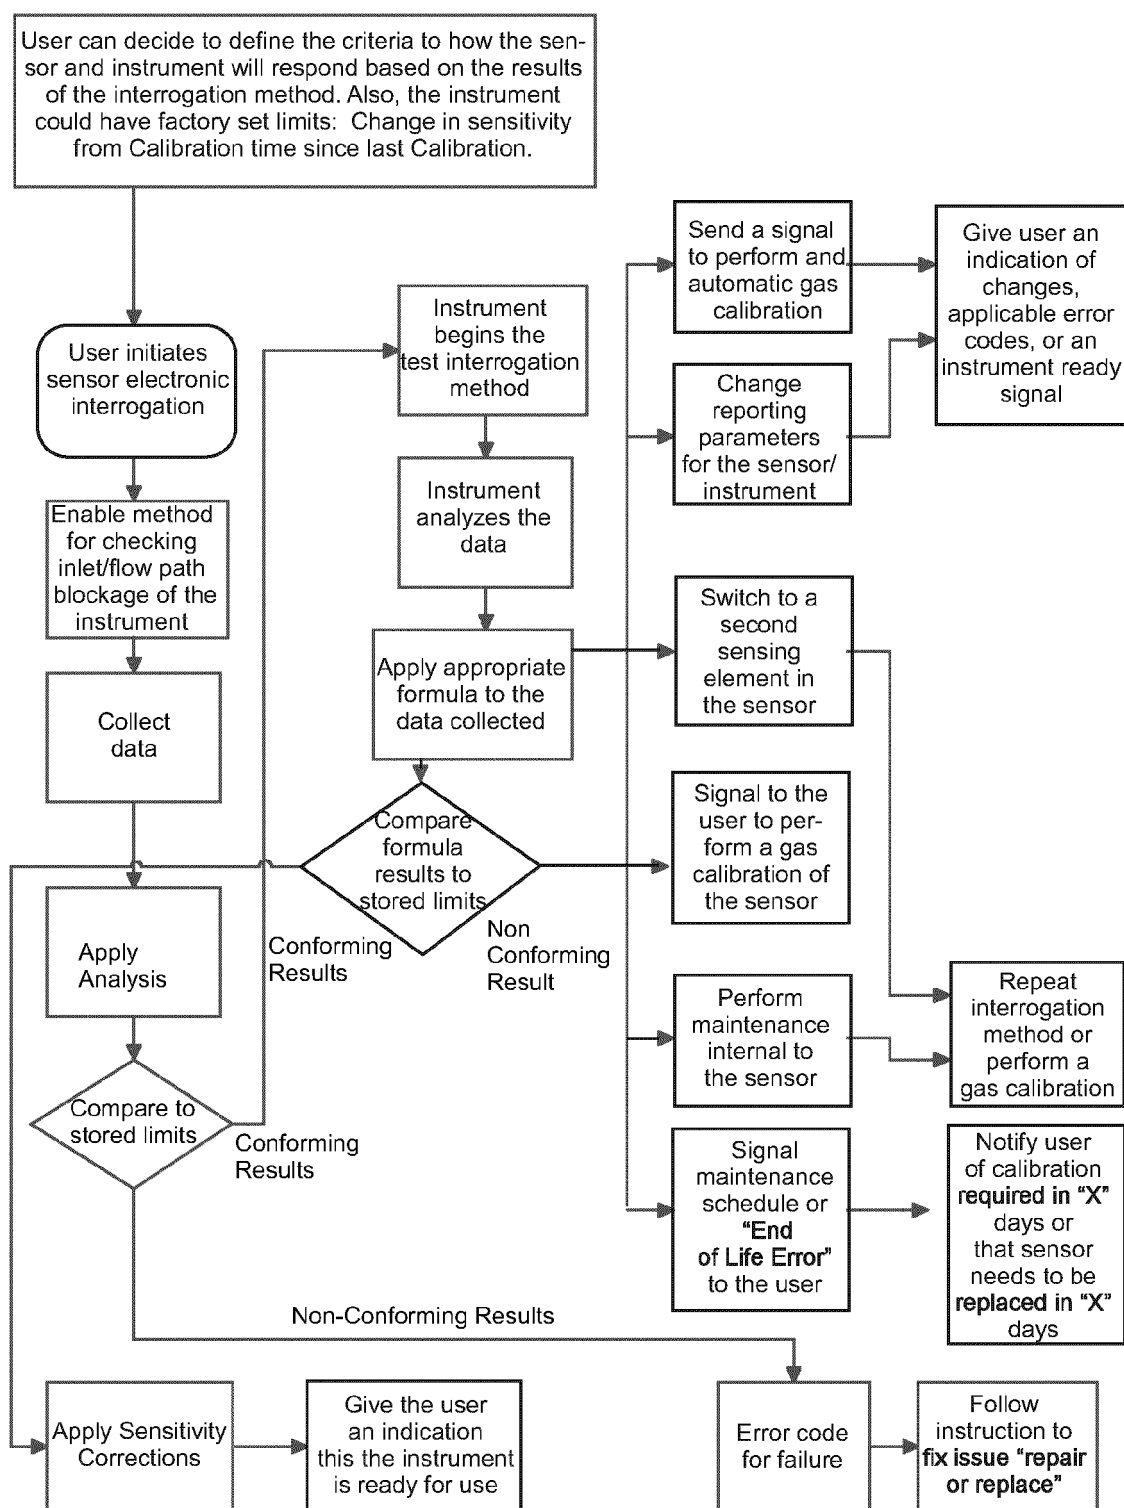 User can decide to define the criteria to how the sen-
sor and instrument will respond based on the results
of the interrogation method. Also, the instrument
could have factory set limits: Change in sensitivity
from Calibration time since last Calibration.
User initiates
sensor electronic
interrogation
Enable method
for checking
inlet/flow path
blockage of the
instrument
Collect
data
Apply
Analysis
Compare to
stored limits
Conforming
Results
Non-Conforming Results
Instrument
begins the
test interrogation
method
Instrument
analyzes the
data
Apply appropriate
formula to the
data collected
Compare
formula
results to
stored limits
Conforming
Results
Non
Conforming
Result
Send a signal
to perform and
automatic gas
calibration
Change
reporting
parameters
for the sensor/
instrument
Switch to a
second
sensing
element in
the sensor
Signal to the
user to per-
form a gas
calibration of
the sensor
Perform
maintenance
internal to
the sensor
Signal
maintenance
schedule or
“End
of Life Error”
to the user
Give user an
indication of
changes,
applicable error
codes, or an
instrument ready
signal
Repeat
interrogation
method or
perform a
gas calibration
Notify user
of calibration
required in “X”
days or
that sensor
needs to be
replaced in “X”
days
Apply Sensitivity
Corrections
Give the user
an indication
this the instrument
is ready for use
Error code
for failure
Follow
instruction to
fix issue “repair
or replace”